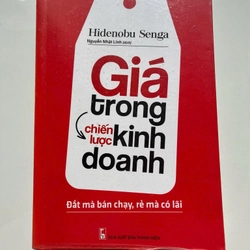 Hidenobu Senga
Nguyễn Nhật Linh dịch
Giá
trong
chiến lược
kinh
doanh
Đắt mà bán chạy, rẻ mà có lãi